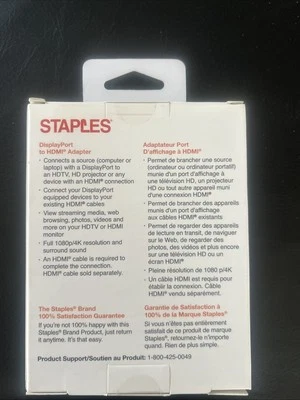 STAPLES
DisplayPort
to HDMI® Adapter
• Connects a source (computer or
laptop) with a DisplayPort to
an HDTV, HD projector or any
device with an HDMI® connection
• Connect your DisplayPort
equipped devices to your
existing HDMI® cables
• View streaming media, web
browsing, photos, videos and
more on your HDTV or HDMI
monitor
• Full 1080p/4K resolution and
surround sound
• An HDMI® cable is required to
complete the connection.
HDMI® cable sold separately.
The Staples® Brand
100% Satisfaction Guarantee
If you're not happy with this
Staples® Brand Product, just return
it anytime. It's that easy.
Adaptateur Port
D'affichage à HDMI®
• Permet de brancher une source
(ordinateur ou ordinateur portatif)
munie d'un port d'affichage à
une télévision HD, un projecteur
HD ou tout autre appareil muni
d'une connexion HDMI®
• Permet de brancher des appareils
munis d'un port d'affichage
aux câbles HDMI® existants
• Permet de regarder des appareils
de lecture en transit, de naviguer
sur le Web, de regarder des
photos, des vidéos et plus encore
sur une télévision HD ou un
écran HDMI®
• Pleine résolution de 1080 p/4K
• Un câble HDMI est requis pour
établir la connexion. Câble
HDMI® vendu séparément.
Garantie de Satisfaction à
100% de la Marque Staples®
Si vous n'êtes pas entièrement
satisfait de ce produit de marque
Staples®, retournez-le n'importe
quand. Rien de plus simple.
Product Support/Soutien au Produit: 1-800-425-0049